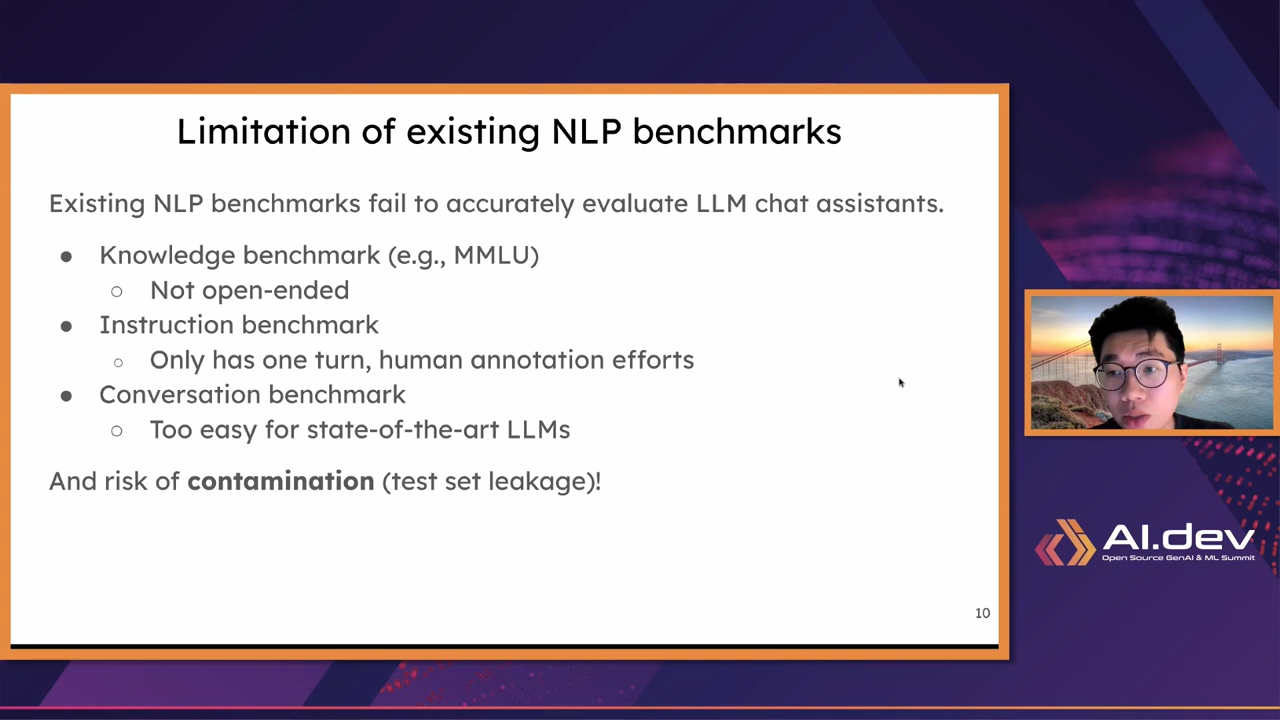 Limitation of existing NLP benchmarks
Existing NLP benchmarks fail to accurately evaluate LLM chat assistants.
● Knowledge benchmark (e.g., MMLU)
○ Not open-ended
● Instruction benchmark
○ Only has one turn, human annotation efforts
● Conversation benchmark
○ Too easy for state-of-the-art LLMs
And risk of contamination (test set leakage)!
10
AI.dev
Open Source GenAI & ML Summit